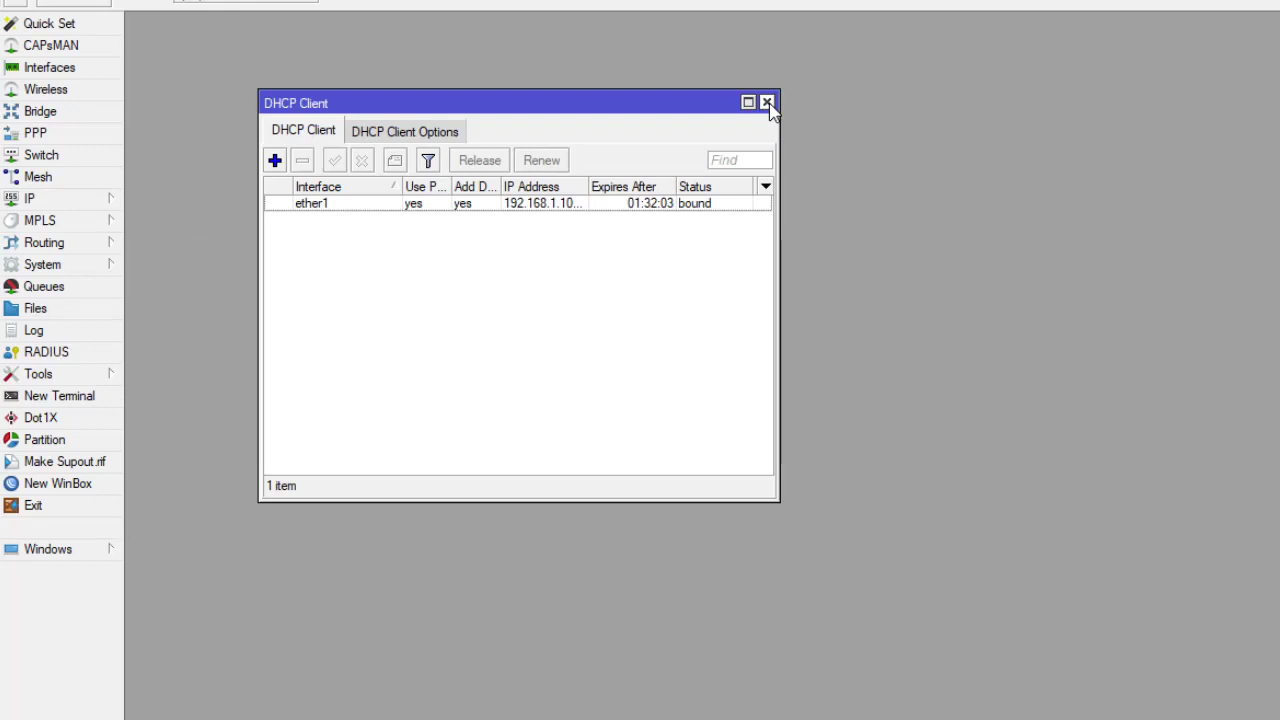 Quick Set
CAPsMAN
Interfaces
Wireless
Bridge
PPP
Switch
Mesh
IP
MPLS
Routing
System
Queues
Files
Log
RADIUS
Tools
New Terminal
Dot1X
Partition
Make Supout.rif
New WinBox
Exit
Windows
DHCP Client
DHCP Client DHCP Client Options
Release Renew Find
Interface Use P... Add D... IP Address Expires After Status
ether1 yes yes 192.168.1.10... 01:32:03 bound
1 item